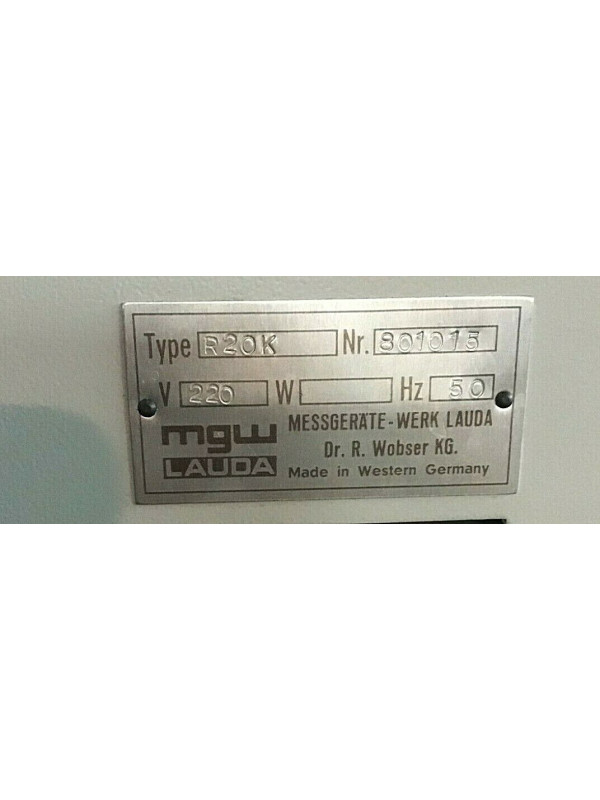 Type R20K Nr. 801015
V 220 W Hz 50
mgw MESSGERÄTE-WERK LAUDA
LAUDA Dr. R. Wobser KG.
Made in Western Germany